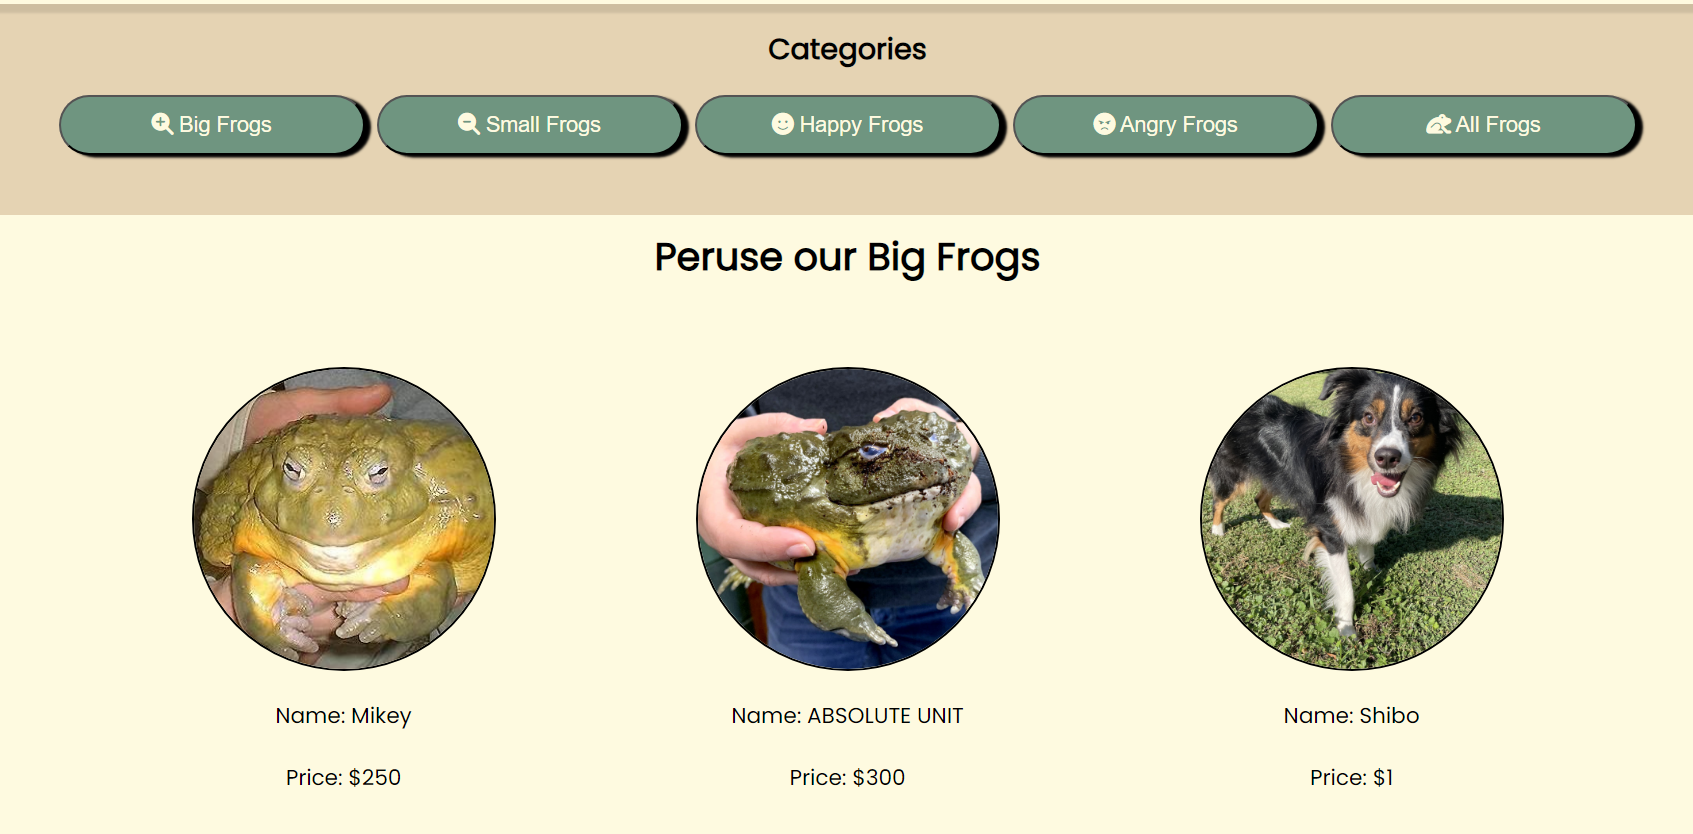 Categories
Big Frogs
Small Frogs
Happy Frogs
Angry Frogs
All Frogs
Peruse our Big Frogs
Name: Mikey
Price: $250
Name: ABSOLUTE UNIT
Price: $300
Name: Shibo
Price: $1